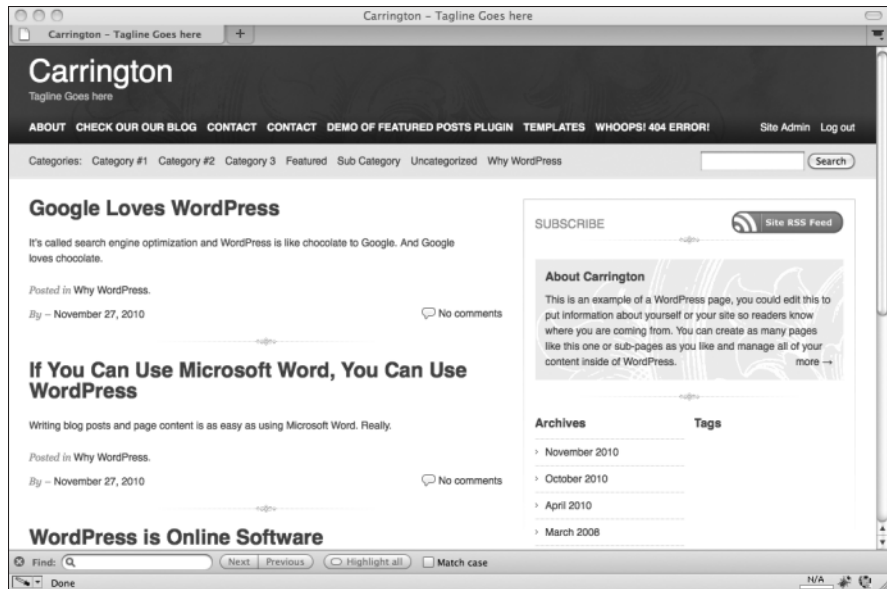 Carrington – Tagline Goes here
Carrington – Tagline Goes here
+
Carrington
Tagline Goes here
ABOUT CHECK OUR OUR BLOG CONTACT CONTACT DEMO OF FEATURED POSTS PLUGIN TEMPLATES WHOOPS! 404 ERROR! Site Admin Log out
Categories: Category #1 Category #2 Category 3 Featured Sub Category Uncategorized Why WordPress Search
Google Loves WordPress
It's called search engine optimization and WordPress is like chocolate to Google. And Google
loves chocolate.
Posted in Why WordPress.
By – November 27, 2010 No comments
If You Can Use Microsoft Word, You Can Use
WordPress
Writing blog posts and page content is as easy as using Microsoft Word. Really.
Posted in Why WordPress.
By – November 27, 2010 No comments
WordPress is Online Software
SUBSCRIBE Site RSS Feed
About Carrington
This is an example of a WordPress page, you could edit this to
put information about yourself or your site so readers know
where you are coming from. You can create as many pages
like this one or sub-pages as you like and manage all of your
content inside of WordPress. more →
Archives Tags
› November 2010
› October 2010
› April 2010
› March 2008
Find: Next Previous Highlight all Match case
Done N/A